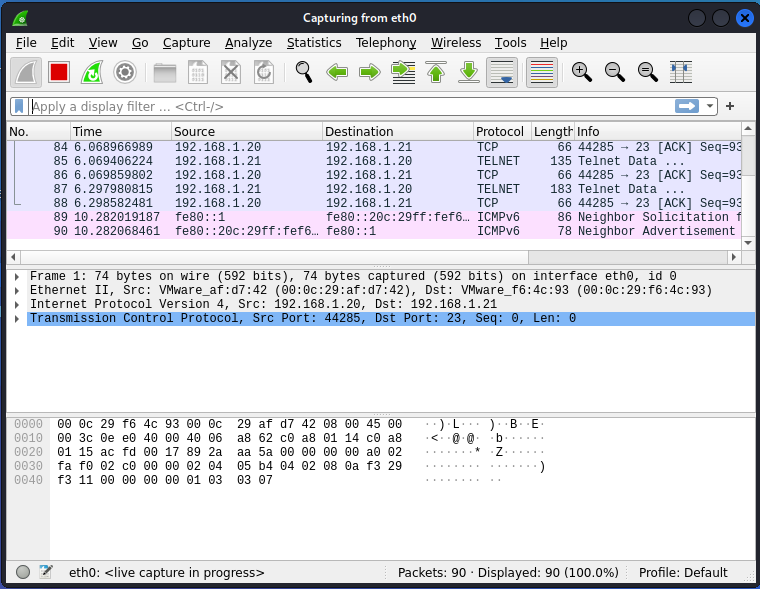 Capturing from eth0
File Edit View Go Capture Analyze Statistics Telephony Wireless Tools Help
Apply a display filter ... <Ctrl-/>
No. Time Source Destination Protocol Length Info
84 6.068966989 192.168.1.20 192.168.1.21 TCP 66 44285 → 23 [ACK] Seq=93
85 6.069406224 192.168.1.21 192.168.1.20 TELNET 135 Telnet Data ...
86 6.069859802 192.168.1.20 192.168.1.21 TCP 66 44285 → 23 [ACK] Seq=93
87 6.297980815 192.168.1.21 192.168.1.20 TELNET 183 Telnet Data ...
88 6.298582481 192.168.1.20 192.168.1.21 TCP 66 44285 → 23 [ACK] Seq=93
89 10.282019187 fe80::1 fe80::20c:29ff:fef6… ICMPv6 86 Neighbor Solicitation f
90 10.282068461 fe80::20c:29ff:fef6… fe80::1 ICMPv6 78 Neighbor Advertisement
Frame 1: 74 bytes on wire (592 bits), 74 bytes captured (592 bits) on interface eth0, id 0
Ethernet II, Src: VMware_af:d7:42 (00:0c:29:af:d7:42), Dst: VMware_f6:4c:93 (00:0c:29:f6:4c:93)
Internet Protocol Version 4, Src: 192.168.1.20, Dst: 192.168.1.21
Transmission Control Protocol, Src Port: 44285, Dst Port: 23, Seq: 0, Len: 0
0000 00 0c 29 f6 4c 93 00 0c 29 af d7 42 08 00 45 00 ··)·L··· )··B··E·
0010 00 3c 0e e0 40 00 40 06 a8 62 c0 a8 01 14 c0 a8 ·<··@·@· ·b······
0020 01 15 ac fd 00 17 89 2a aa 5a 00 00 00 00 a0 02 ·······* ·Z······
0030 fa f0 02 c0 00 00 02 04 05 b4 04 02 08 0a f3 29 ········ ·······)
0040 f3 11 00 00 00 00 01 03 03 07 ········ ··
eth0: <live capture in progress>
Packets: 90 · Displayed: 90 (100.0%)
Profile: Default